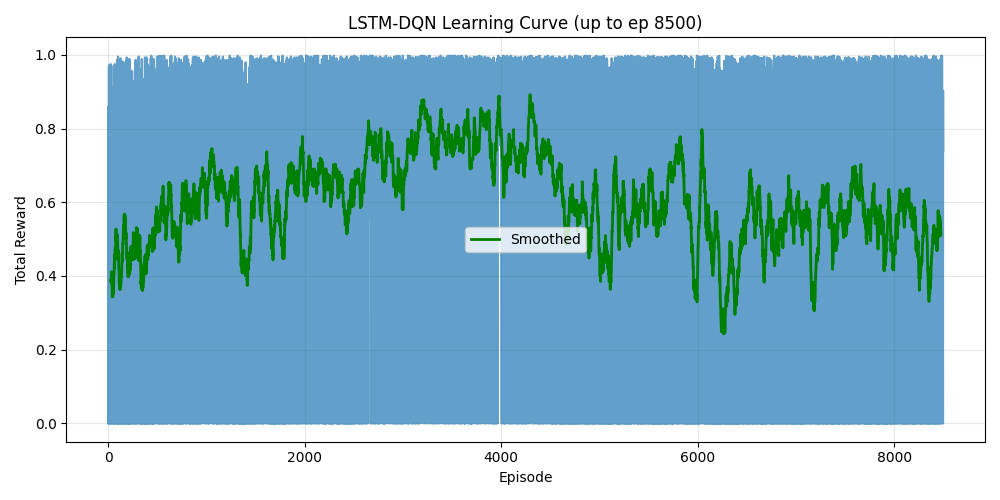 LSTM-DQN Learning Curve (up to ep 8500)
Total Reward
1.0
0.8
0.6
0.4
0.2
0.0
Smoothed
0 2000 4000 6000 8000
Episode